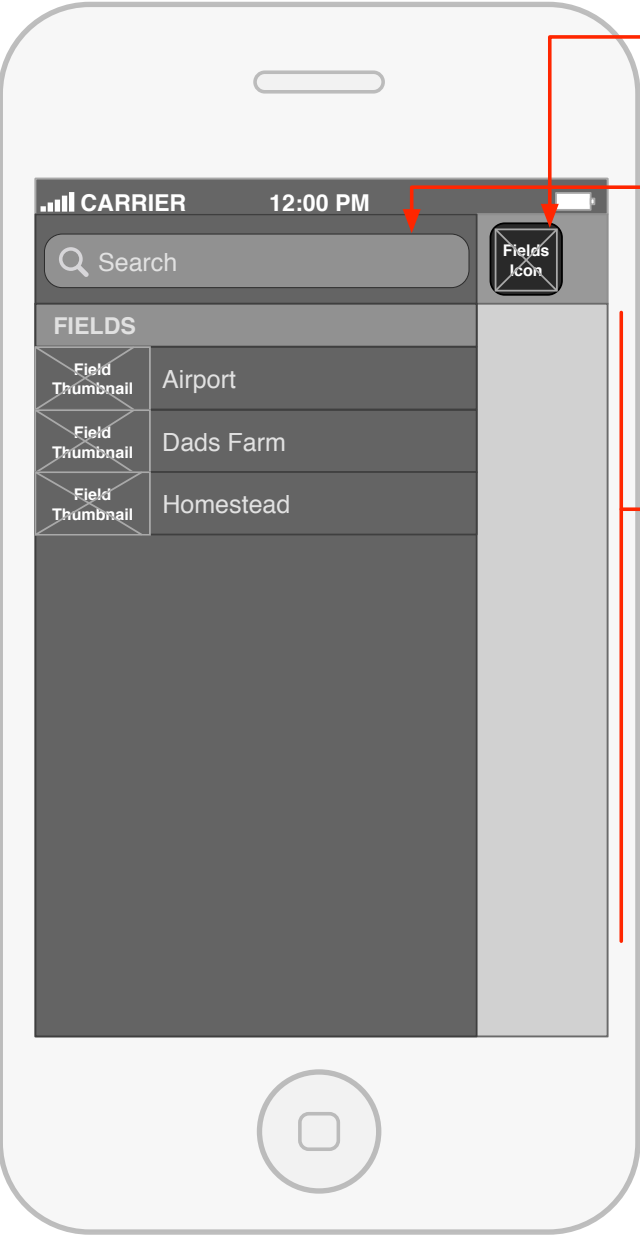 CARRIER 12:00 PM
Search
Fields
Icon
FIELDS
Field
Thumbnail
Airport
Field
Thumbnail
Dads Farm
Field
Thumbnail
Homestead